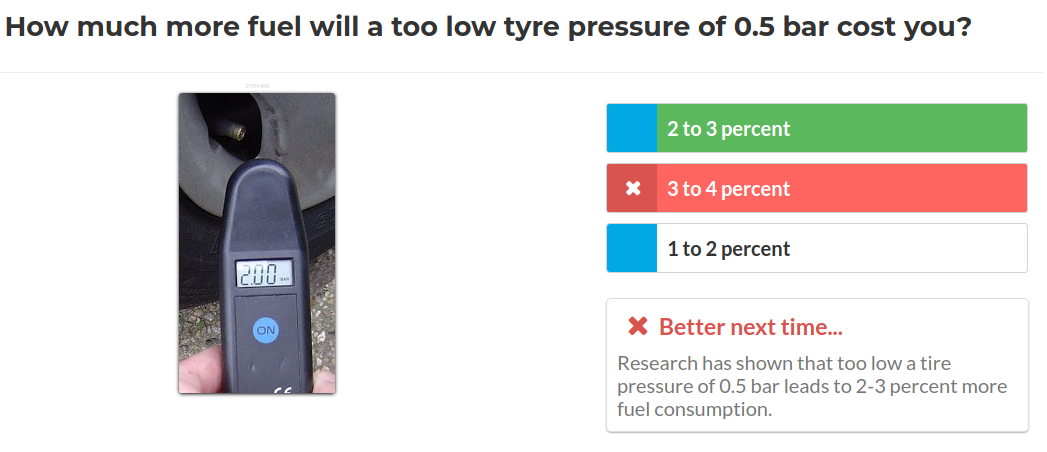 How much more fuel will a too low tyre pressure of 0.5 bar cost you?
2 to 3 percent
3 to 4 percent
1 to 2 percent
2.00 BAR
ON
CE
Better next time...
Research has shown that too low a tire
pressure of 0.5 bar leads to 2-3 percent more
fuel consumption.